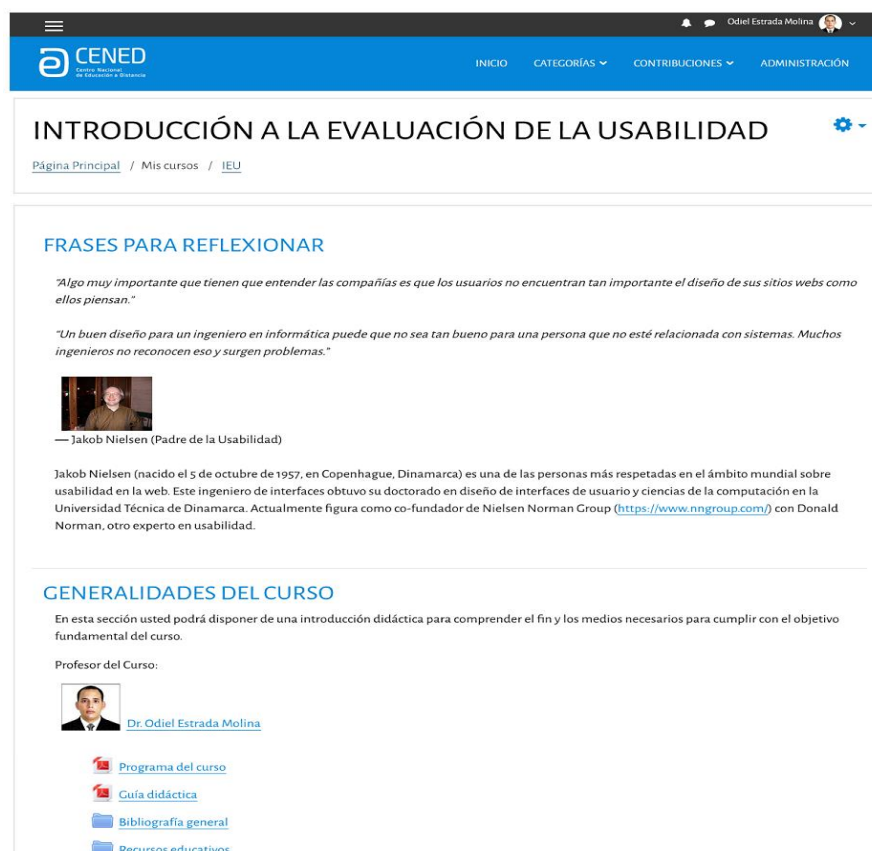 Odiel Estrada Molina
CENED
Centro Nacional
de Educación a Distancia
INICIO CATEGORÍAS CONTRIBUCIONES ADMINISTRACIÓN
INTRODUCCIÓN A LA EVALUACIÓN DE LA USABILIDAD
Página Principal / Mis cursos / IEU
FRASES PARA REFLEXIONAR
"Algo muy importante que tienen que entender las compañías es que los usuarios no encuentran tan importante el diseño de sus sitios webs como
ellos piensan."
"Un buen diseño para un ingeniero en informática puede que no sea tan bueno para una persona que no esté relacionada con sistemas. Muchos
ingenieros no reconocen eso y surgen problemas."
— Jakob Nielsen (Padre de la Usabilidad)
Jakob Nielsen (nacido el 5 de octubre de 1957, en Copenhague, Dinamarca) es una de las personas más respetadas en el ámbito mundial sobre
usabilidad en la web. Este ingeniero de interfaces obtuvo su doctorado en diseño de interfaces de usuario y ciencias de la computación en la
Universidad Técnica de Dinamarca. Actualmente figura como co-fundador de Nielsen Norman Group (https://www.nngroup.com/) con Donald
Norman, otro experto en usabilidad.
GENERALIDADES DEL CURSO
En esta sección usted podrá disponer de una introducción didáctica para comprender el fin y los medios necesarios para cumplir con el objetivo
fundamental del curso.
Profesor del Curso:
Dr. Odiel Estrada Molina
Programa del curso
Guía didáctica
Bibliografía general
Recursos educativos